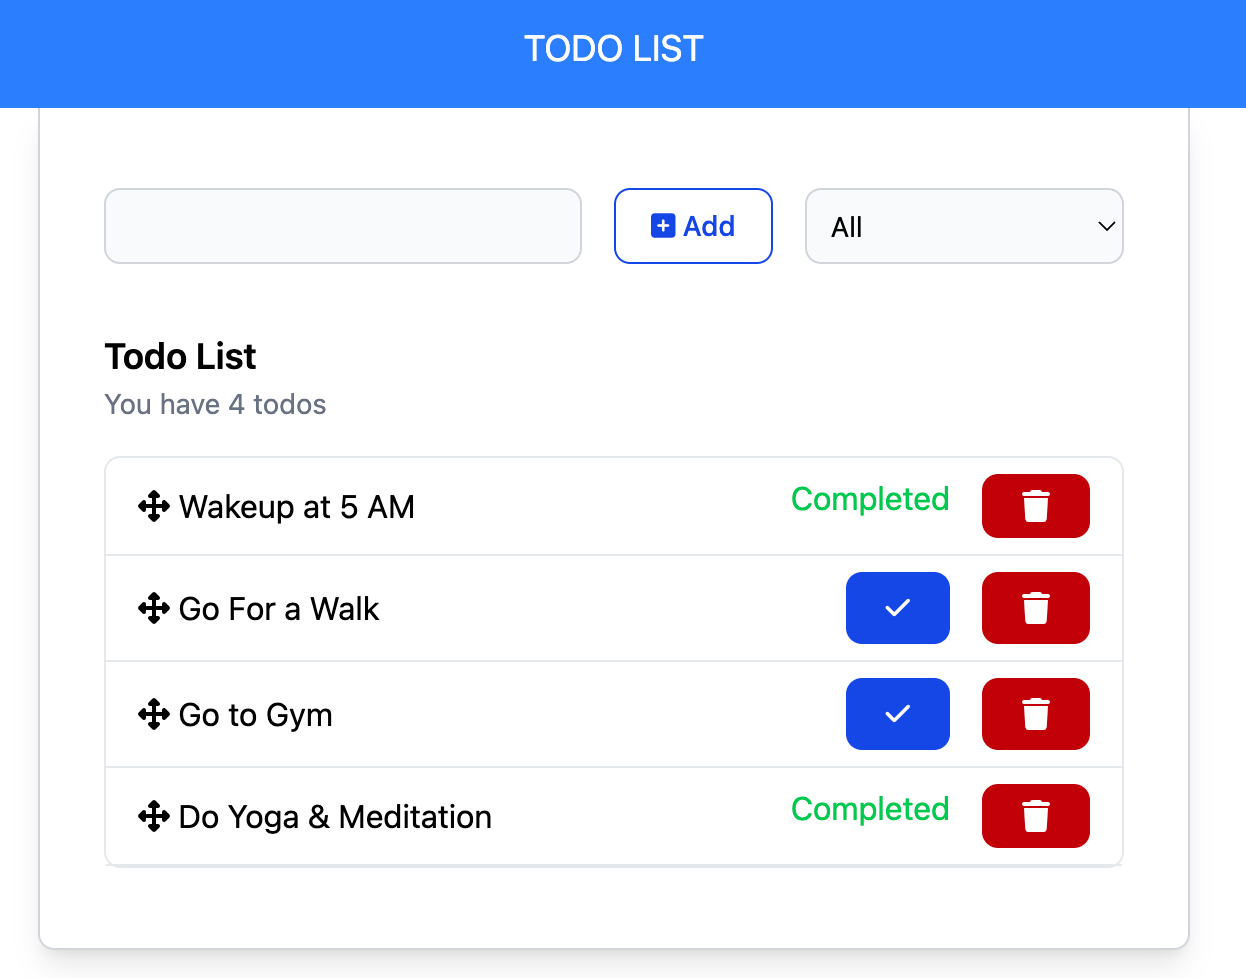 TODO LIST
Add
All
Todo List
You have 4 todos
Wakeup at 5 AM
Completed
Go For a Walk
Go to Gym
Do Yoga & Meditation
Completed